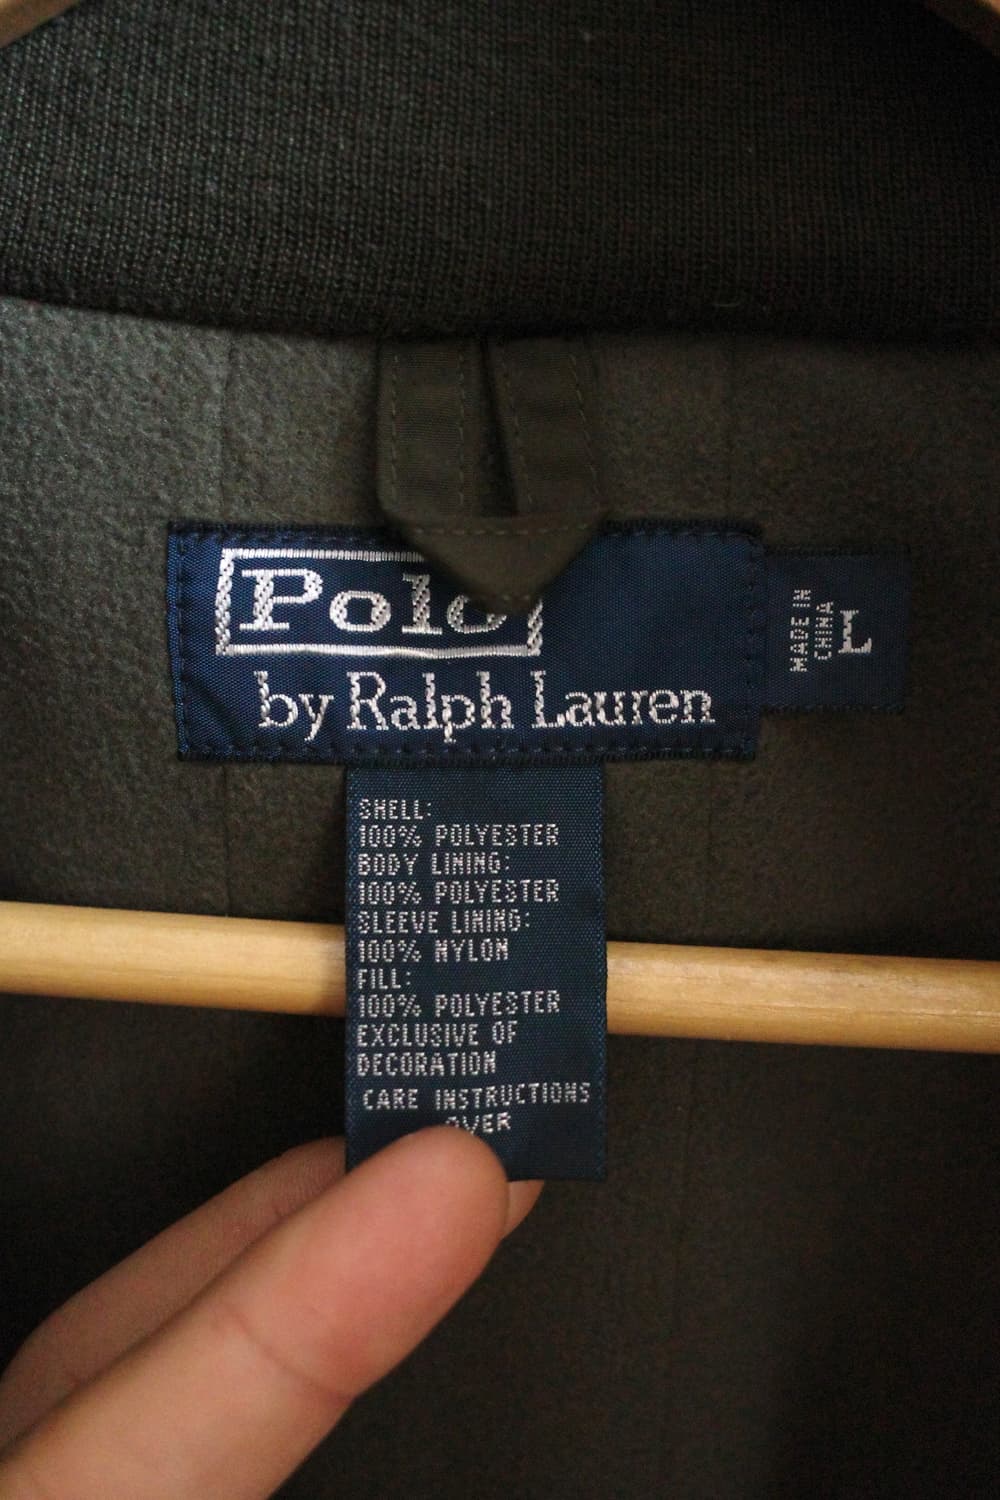 Polo
by Ralph Lauren
MADE IN
CHINA
L
SHELL:
100% POLYESTER
BODY LINING:
100% POLYESTER
SLEEVE LINING:
100% NYLON
FILL:
100% POLYESTER
EXCLUSIVE OF
DECORATION
CARE INSTRUCTIONS
OVER